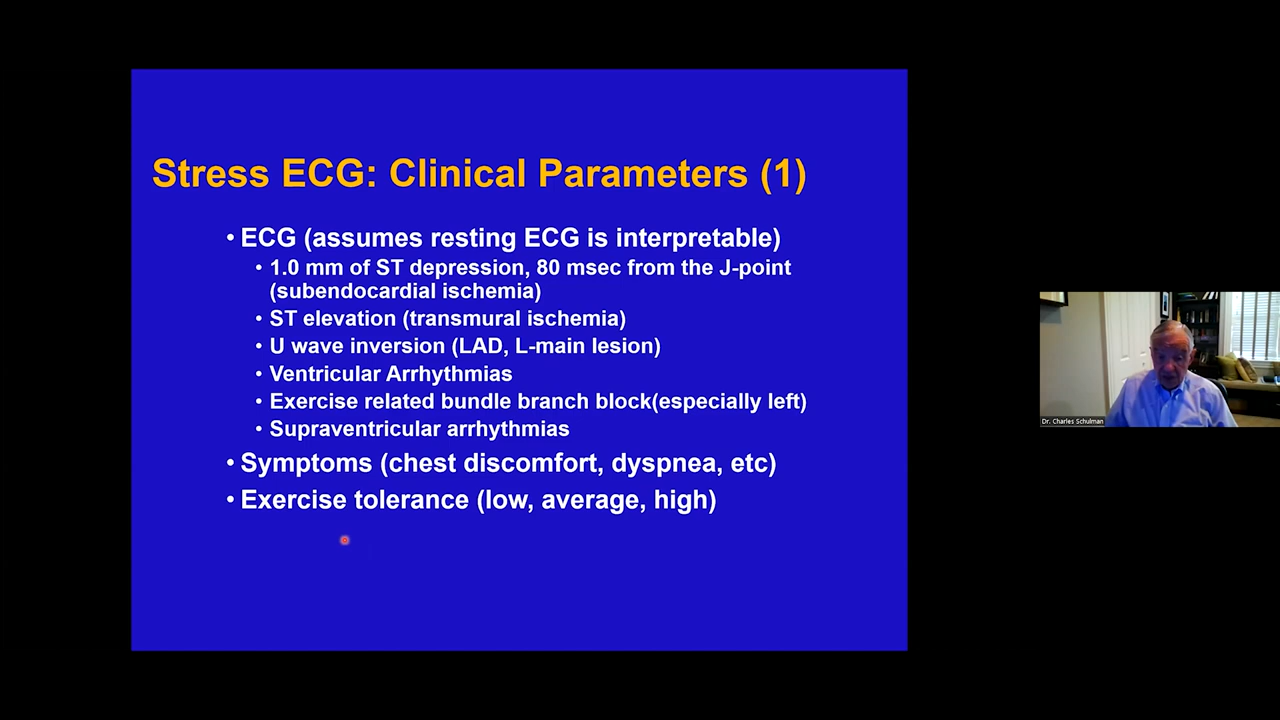 Stress ECG: Clinical Parameters (1)
• ECG (assumes resting ECG is interpretable)
• 1.0 mm of ST depression, 80 msec from the J-point
(subendocardial ischemia)
• ST elevation (transmural ischemia)
• U wave inversion (LAD, L-main lesion)
• Ventricular Arrhythmias
• Exercise related bundle branch block(especially left)
• Supraventricular arrhythmias
• Symptoms (chest discomfort, dyspnea, etc)
• Exercise tolerance (low, average, high)
Dr. Charles Schulman